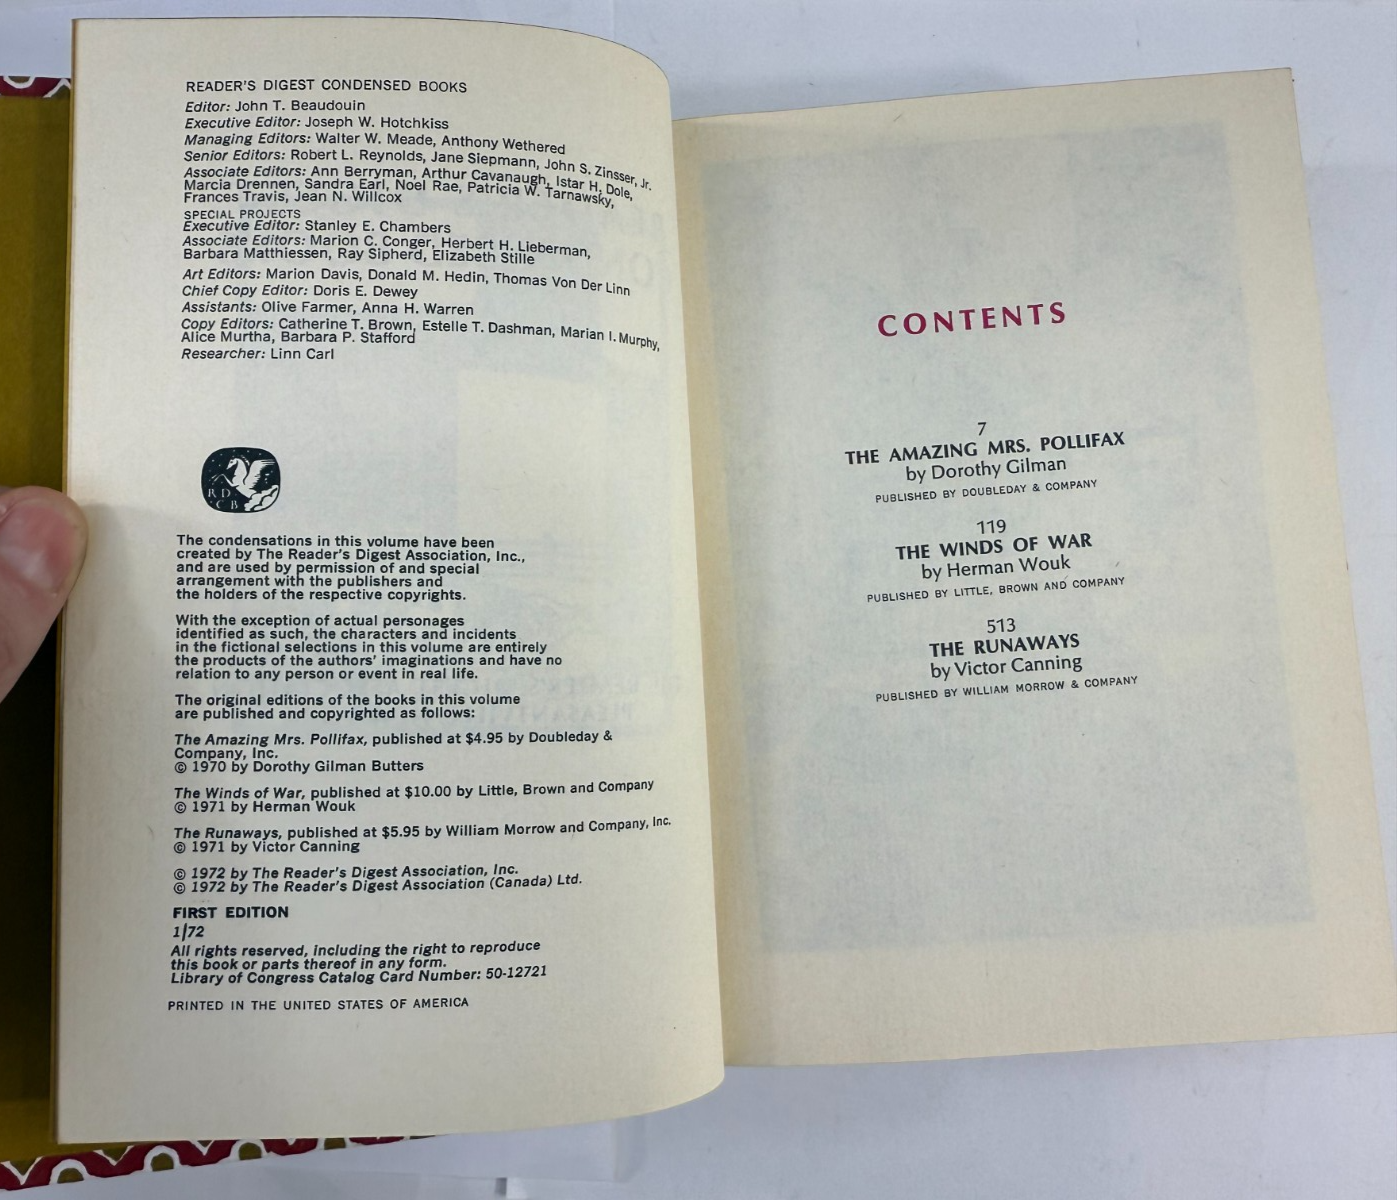 READER'S DIGEST CONDENSED BOOKS
Editor: John T. Beaudouin
Executive Editor: Joseph W. Hotchkiss
Managing Editors: Walter W. Meade, Anthony Wethered
Senior Editors: Robert L. Reynolds, Jane Siepmann, John S. Zinsser, Jr.
Associate Editors: Ann Berryman, Arthur Cavanaugh, Istar H. Dole,
Marcia Drennen, Sandra Earl, Noel Rae, Patricia W. Tarnawsky,
Frances Travis, Jean N. Willcox
SPECIAL PROJECTS
Executive Editor: Stanley E. Chambers
Associate Editors: Marion C. Conger, Herbert H. Lieberman,
Barbara Matthiessen, Ray Sipherd, Elizabeth Stille
Art Editors: Marion Davis, Donald M. Hedin, Thomas Von Der Linn
Chief Copy Editor: Doris E. Dewey
Assistants: Olive Farmer, Anna H. Warren
Copy Editors: Catherine T. Brown, Estelle T. Dashman, Marian I. Murphy,
Alice Murtha, Barbara P. Stafford
Researcher: Linn Carl
R D
C B
The condensations in this volume have been
created by The Reader's Digest Association, Inc.,
and are used by permission of and special
arrangement with the publishers and
the holders of the respective copyrights.
With the exception of actual personages
identified as such, the characters and incidents
in the fictional selections in this volume are entirely
the products of the authors' imaginations and have no
relation to any person or event in real life.
The original editions of the books in this volume
are published and copyrighted as follows:
The Amazing Mrs. Pollifax, published at $4.95 by Doubleday &
Company, Inc.
© 1970 by Dorothy Gilman Butters
The Winds of War, published at $10.00 by Little, Brown and Company
© 1971 by Herman Wouk
The Runaways, published at $5.95 by William Morrow and Company, Inc.
© 1971 by Victor Canning
© 1972 by The Reader's Digest Association, Inc.
© 1972 by The Reader's Digest Association (Canada) Ltd.
FIRST EDITION
1/72
All rights reserved, including the right to reproduce
this book or parts thereof in any form.
Library of Congress Catalog Card Number: 50-12721
PRINTED IN THE UNITED STATES OF AMERICA
CONTENTS
7
THE AMAZING MRS. POLLIFAX
by Dorothy Gilman
PUBLISHED BY DOUBLEDAY & COMPANY
119
THE WINDS OF WAR
by Herman Wouk
PUBLISHED BY LITTLE, BROWN AND COMPANY
513
THE RUNAWAYS
by Victor Canning
PUBLISHED BY WILLIAM MORROW & COMPANY